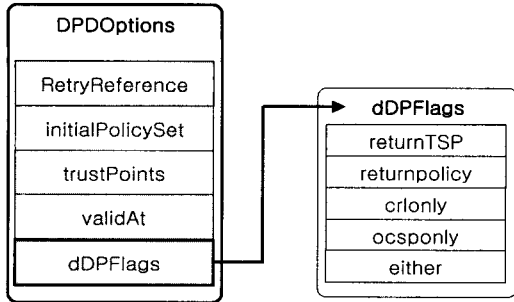 DPDOptions
RetryReference
initialPolicySet
trustPoints
validAt
dDPFlags
dDPFlags
returnTSP
returnpolicy
crlonly
ocsponly
either